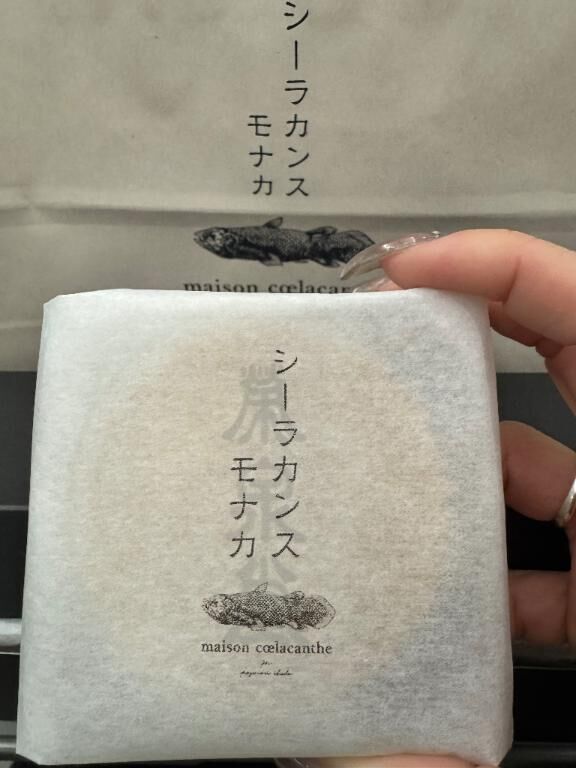 シーラカンス
モナカ
maison cœlacan
シーラカンス
モナカ
maison cœlacanthe